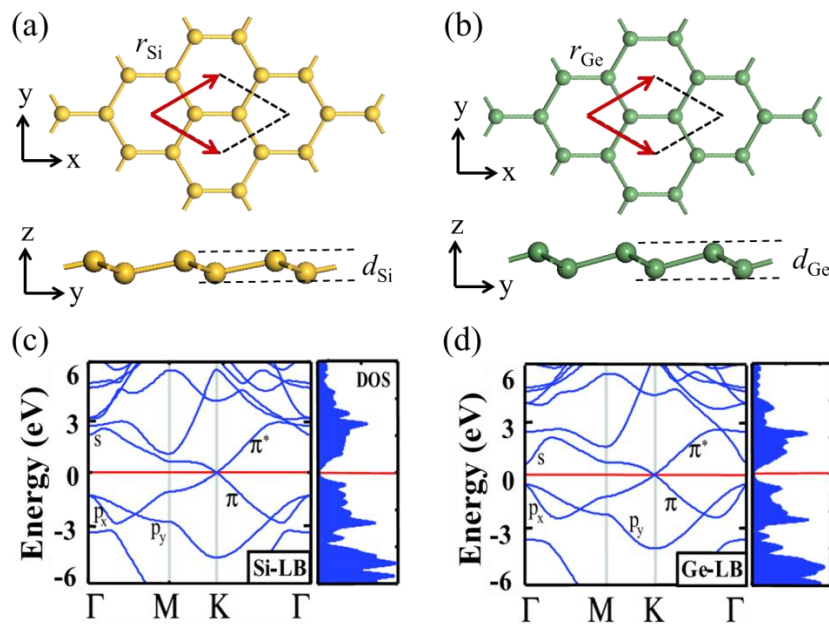 (a)
r_Si
y
x
z
y
d_Si
(b)
r_Ge
y
x
z
y
d_Ge
(c)
Energy (eV)
6
3
0
-3
-6
s
p_x
p_y
π*
π
Si-LB
DOS
Γ M K Γ
(d)
Energy (eV)
6
3
0
-3
-6
s
p_x
p_y
π*
π
Ge-LB
Γ M K Γ